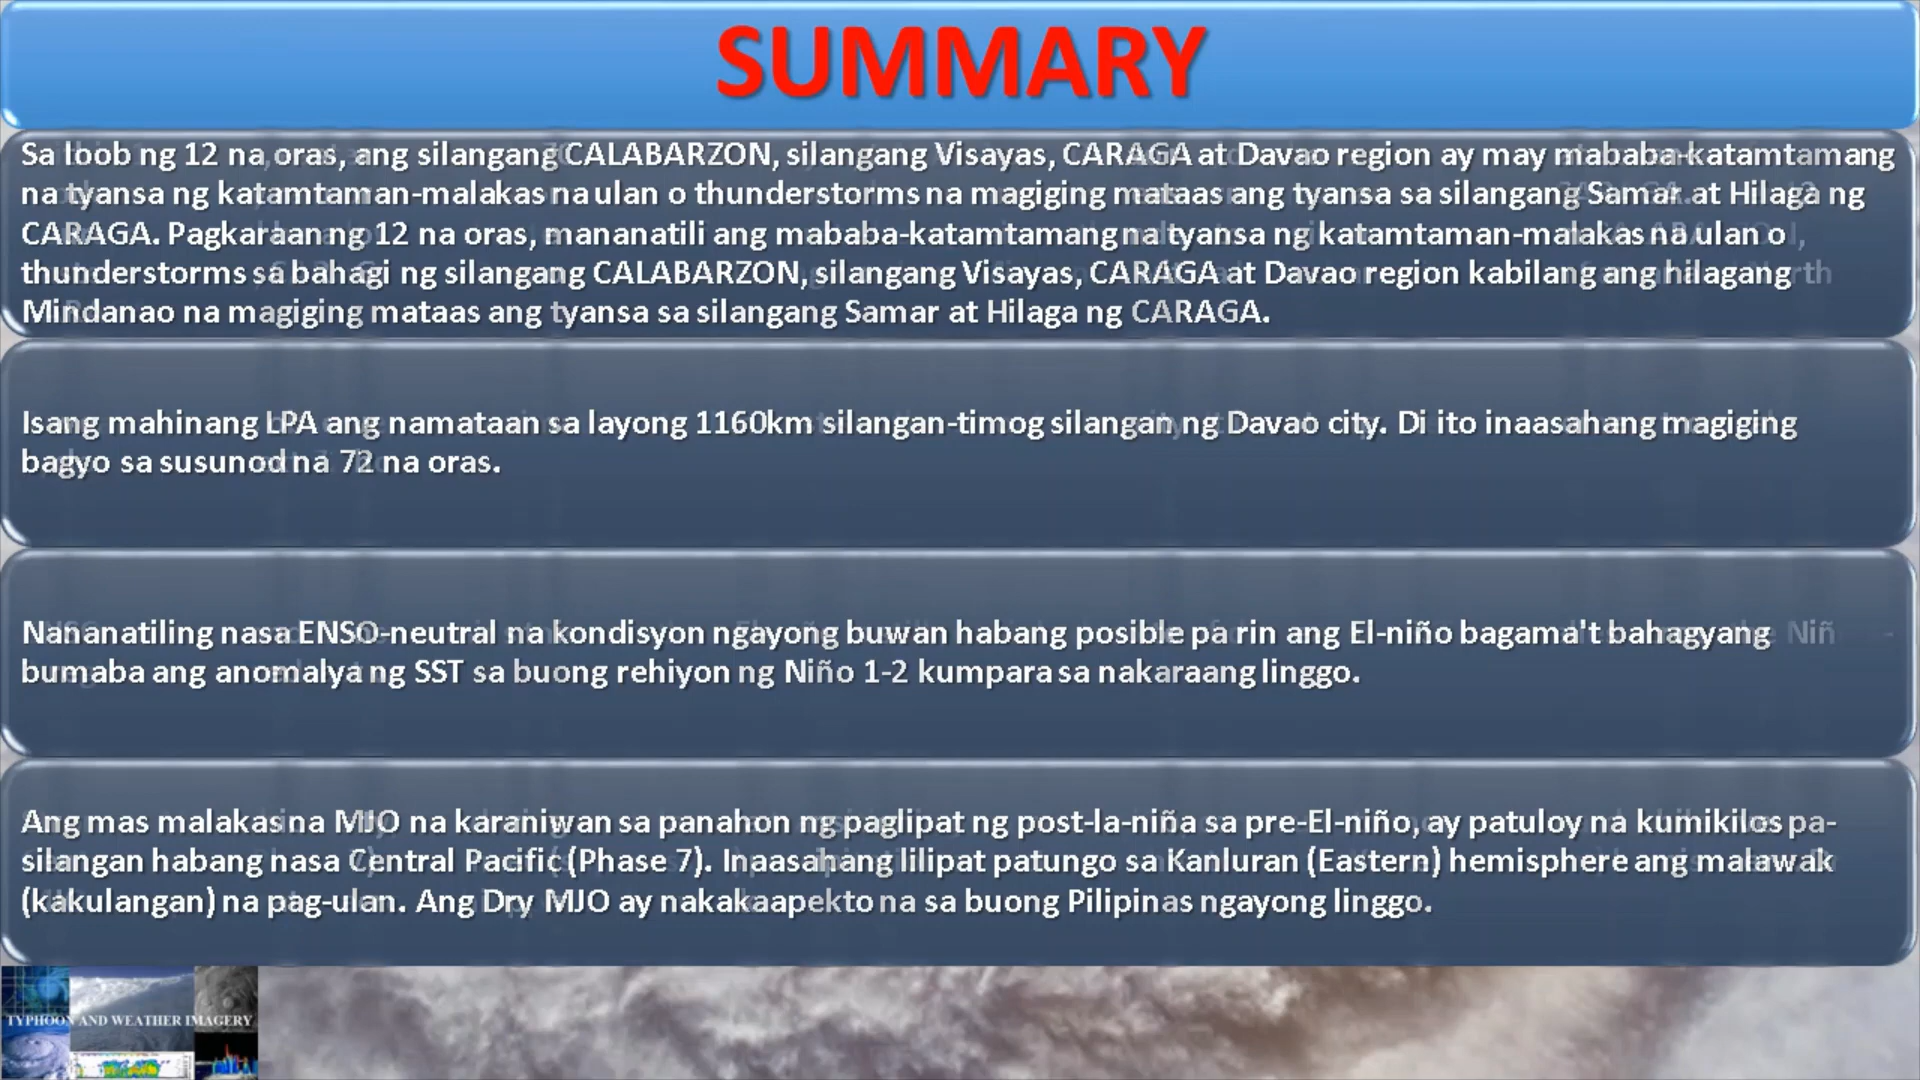 SUMMARY
Sa loob ng 12 na oras, ang silangang CALABARZON, silangang Visayas, CARAGA at Davao region ay may mababa-katamtamang
na tyansa ng katamtaman-malakas na ulan o thunderstorms na magiging mataas ang tyansa sa silangang Samar at Hilaga ng
CARAGA. Pagkaraan ng 12 na oras, mananatili ang mababa-katamtamang na tyansa ng katamtaman-malakas na ulan o
thunderstorms sa bahagi ng silangang CALABARZON, silangang Visayas, CARAGA at Davao region kabilang ang hilagang
Mindanao na magiging mataas ang tyansa sa silangang Samar at Hilaga ng CARAGA.
Isang mahinang LPA ang namataan sa layong 1160km silangan-timog silangan ng Davao city. Di ito inaasahang magiging
bagyo sa susunod na 72 na oras.
Nananatiling nasa ENSO-neutral na kondisyon ngayong buwan habang posible pa rin ang El-niño bagama't bahagyang
bumaba ang anomalya ng SST sa buong rehiyon ng Niño 1-2 kumpara sa nakaraang linggo.
Ang mas malakas na MJO na karaniwan sa panahon ng paglipat ng post-la-niña sa pre-El-niño, ay patuloy na kumikilos pa-
silangan habang nasa Central Pacific (Phase 7). Inaasahang lilipat patungo sa Kanluran (Eastern) hemisphere ang malawak
(kakulangan) na pag-ulan. Ang Dry MJO ay nakakaapekto na sa buong Pilipinas ngayong linggo.
TYPHOON AND WEATHER IMAGERY